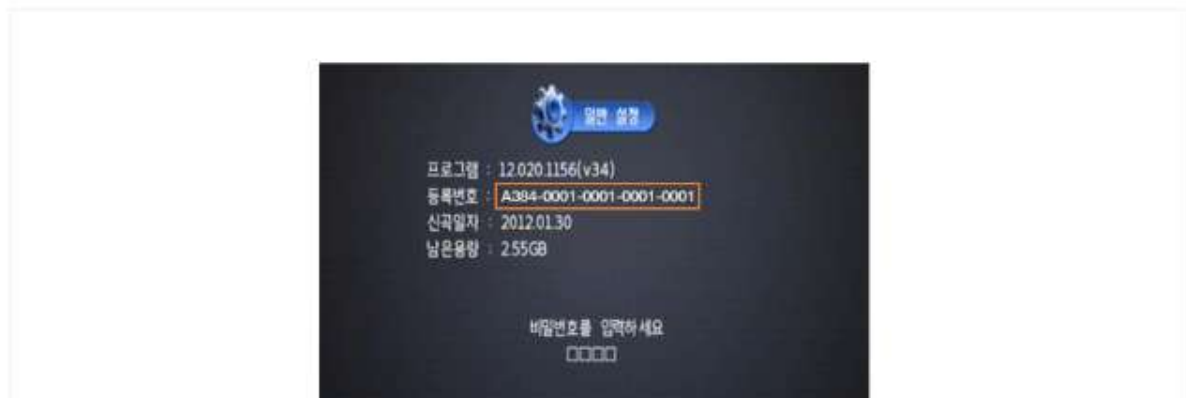 일반 설정
프로그램 : 12.020.1156(v34)
등록번호 : A384-0001-0001-0001-0001
신곡일자 : 2012.01.30
남은용량 : 2.55GB
비밀번호를 입력하세요
□□□□